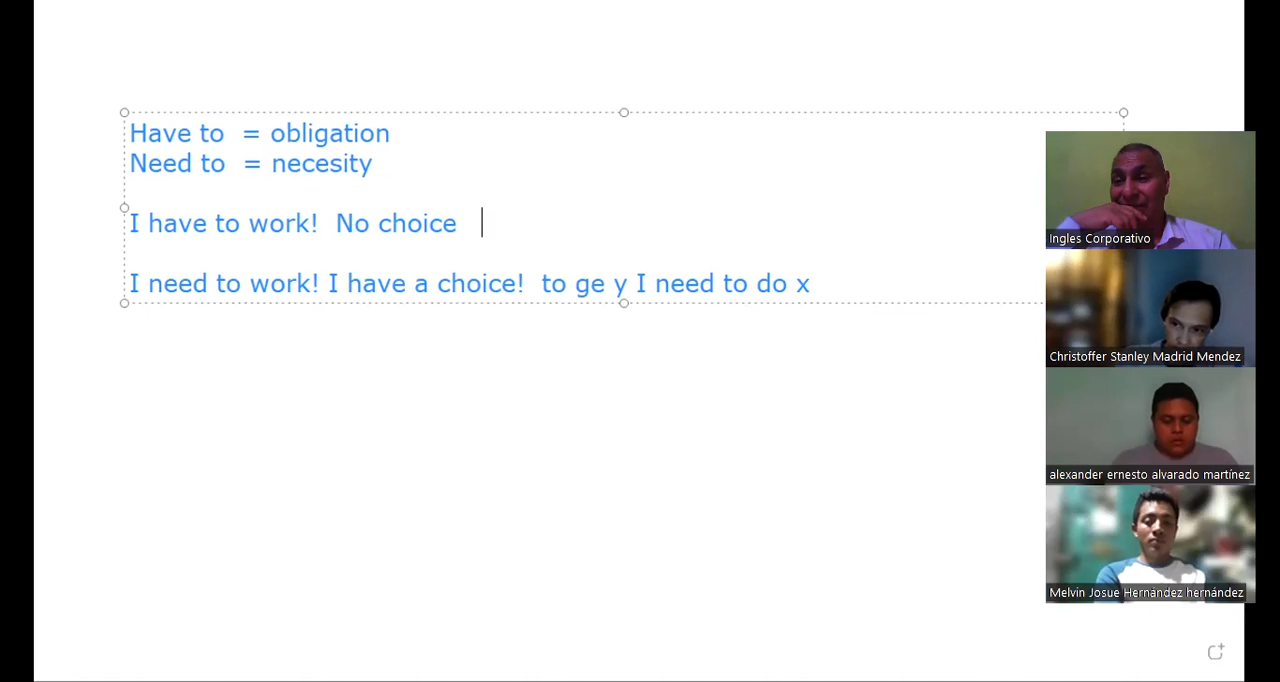 Have to = obligation
Need to = necesity
I have to work! No choice
I need to work! I have a choice! to ge y I need to do x
Ingles Corporativo
Christoffer Stanley Madrid Mendez
alexander ernesto alvarado martínez
Melvin Josue Hernández hernández